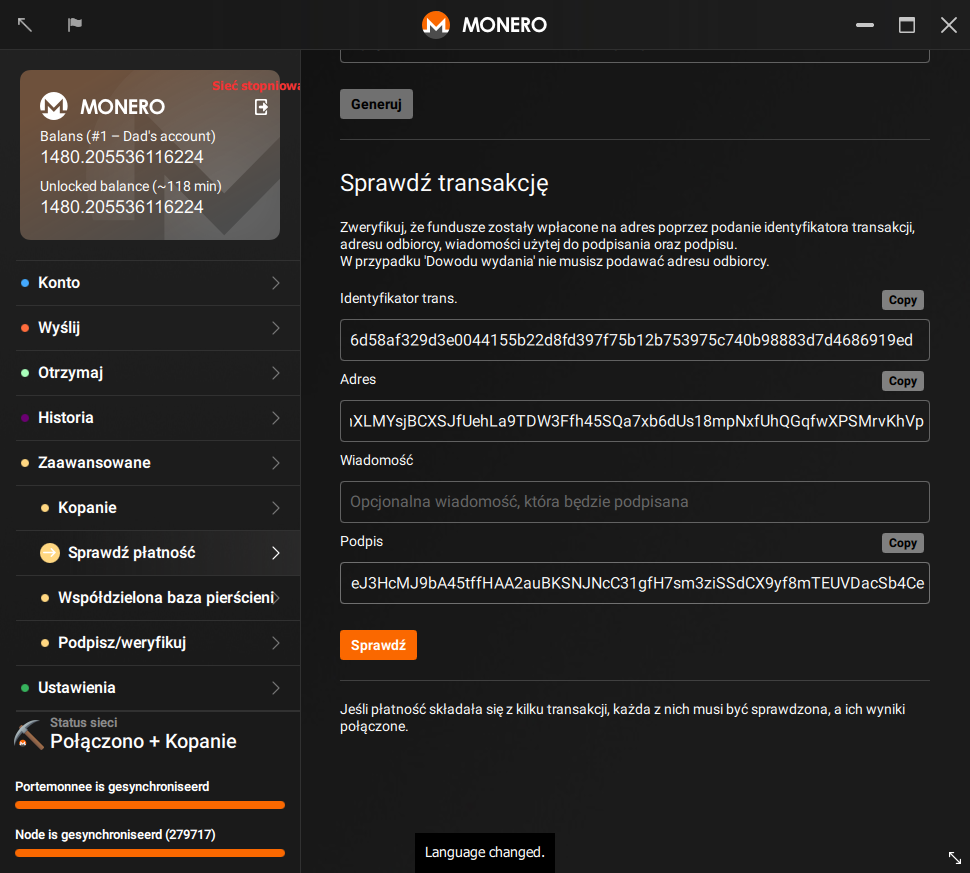 MONERO
Sieć stopniowa
MONERO
Balans (#1 – Dad's account)
1480.205536116224
Unlocked balance (~118 min)
1480.205536116224
Konto
Wyślij
Otrzymaj
Historia
Zaawansowane
Kopanie
Sprawdź płatność
Współdzielona baza pierścieni
Podpisz/weryfikuj
Ustawienia
Status sieci
Połączono + Kopanie
Portemonnee is gesynchroniseerd
Node is gesynchroniseerd (279717)
Generuj
Sprawdź transakcję
Zweryfikuj, że fundusze zostały wpłacone na adres poprzez podanie identyfikatora transakcji,
adresu odbiorcy, wiadomości użytej do podpisania oraz podpisu.
W przypadku 'Dowodu wydania' nie musisz podawać adresu odbiorcy.
Identyfikator trans.
Copy
6d58af329d3e0044155b22d8fd397f75b12b753975c740b98883d7d4686919ed
Adres
Copy
XLMYsjBCXSJfUehLa9TDW3Ffh45SQa7xb6dUs18mpNxfUhQGqfwXPSMrvKhVp
Wiadomość
Opcjonalna wiadomość, która będzie podpisana
Podpis
Copy
eJ3HcMJ9bA45tffHAA2auBKSNJNcC31gfH7sm3ziSSdCX9yf8mTEUVDacSb4Ce
Sprawdź
Jeśli płatność składała się z kilku transakcji, każda z nich musi być sprawdzona, a ich wyniki
połączone.
Language changed.